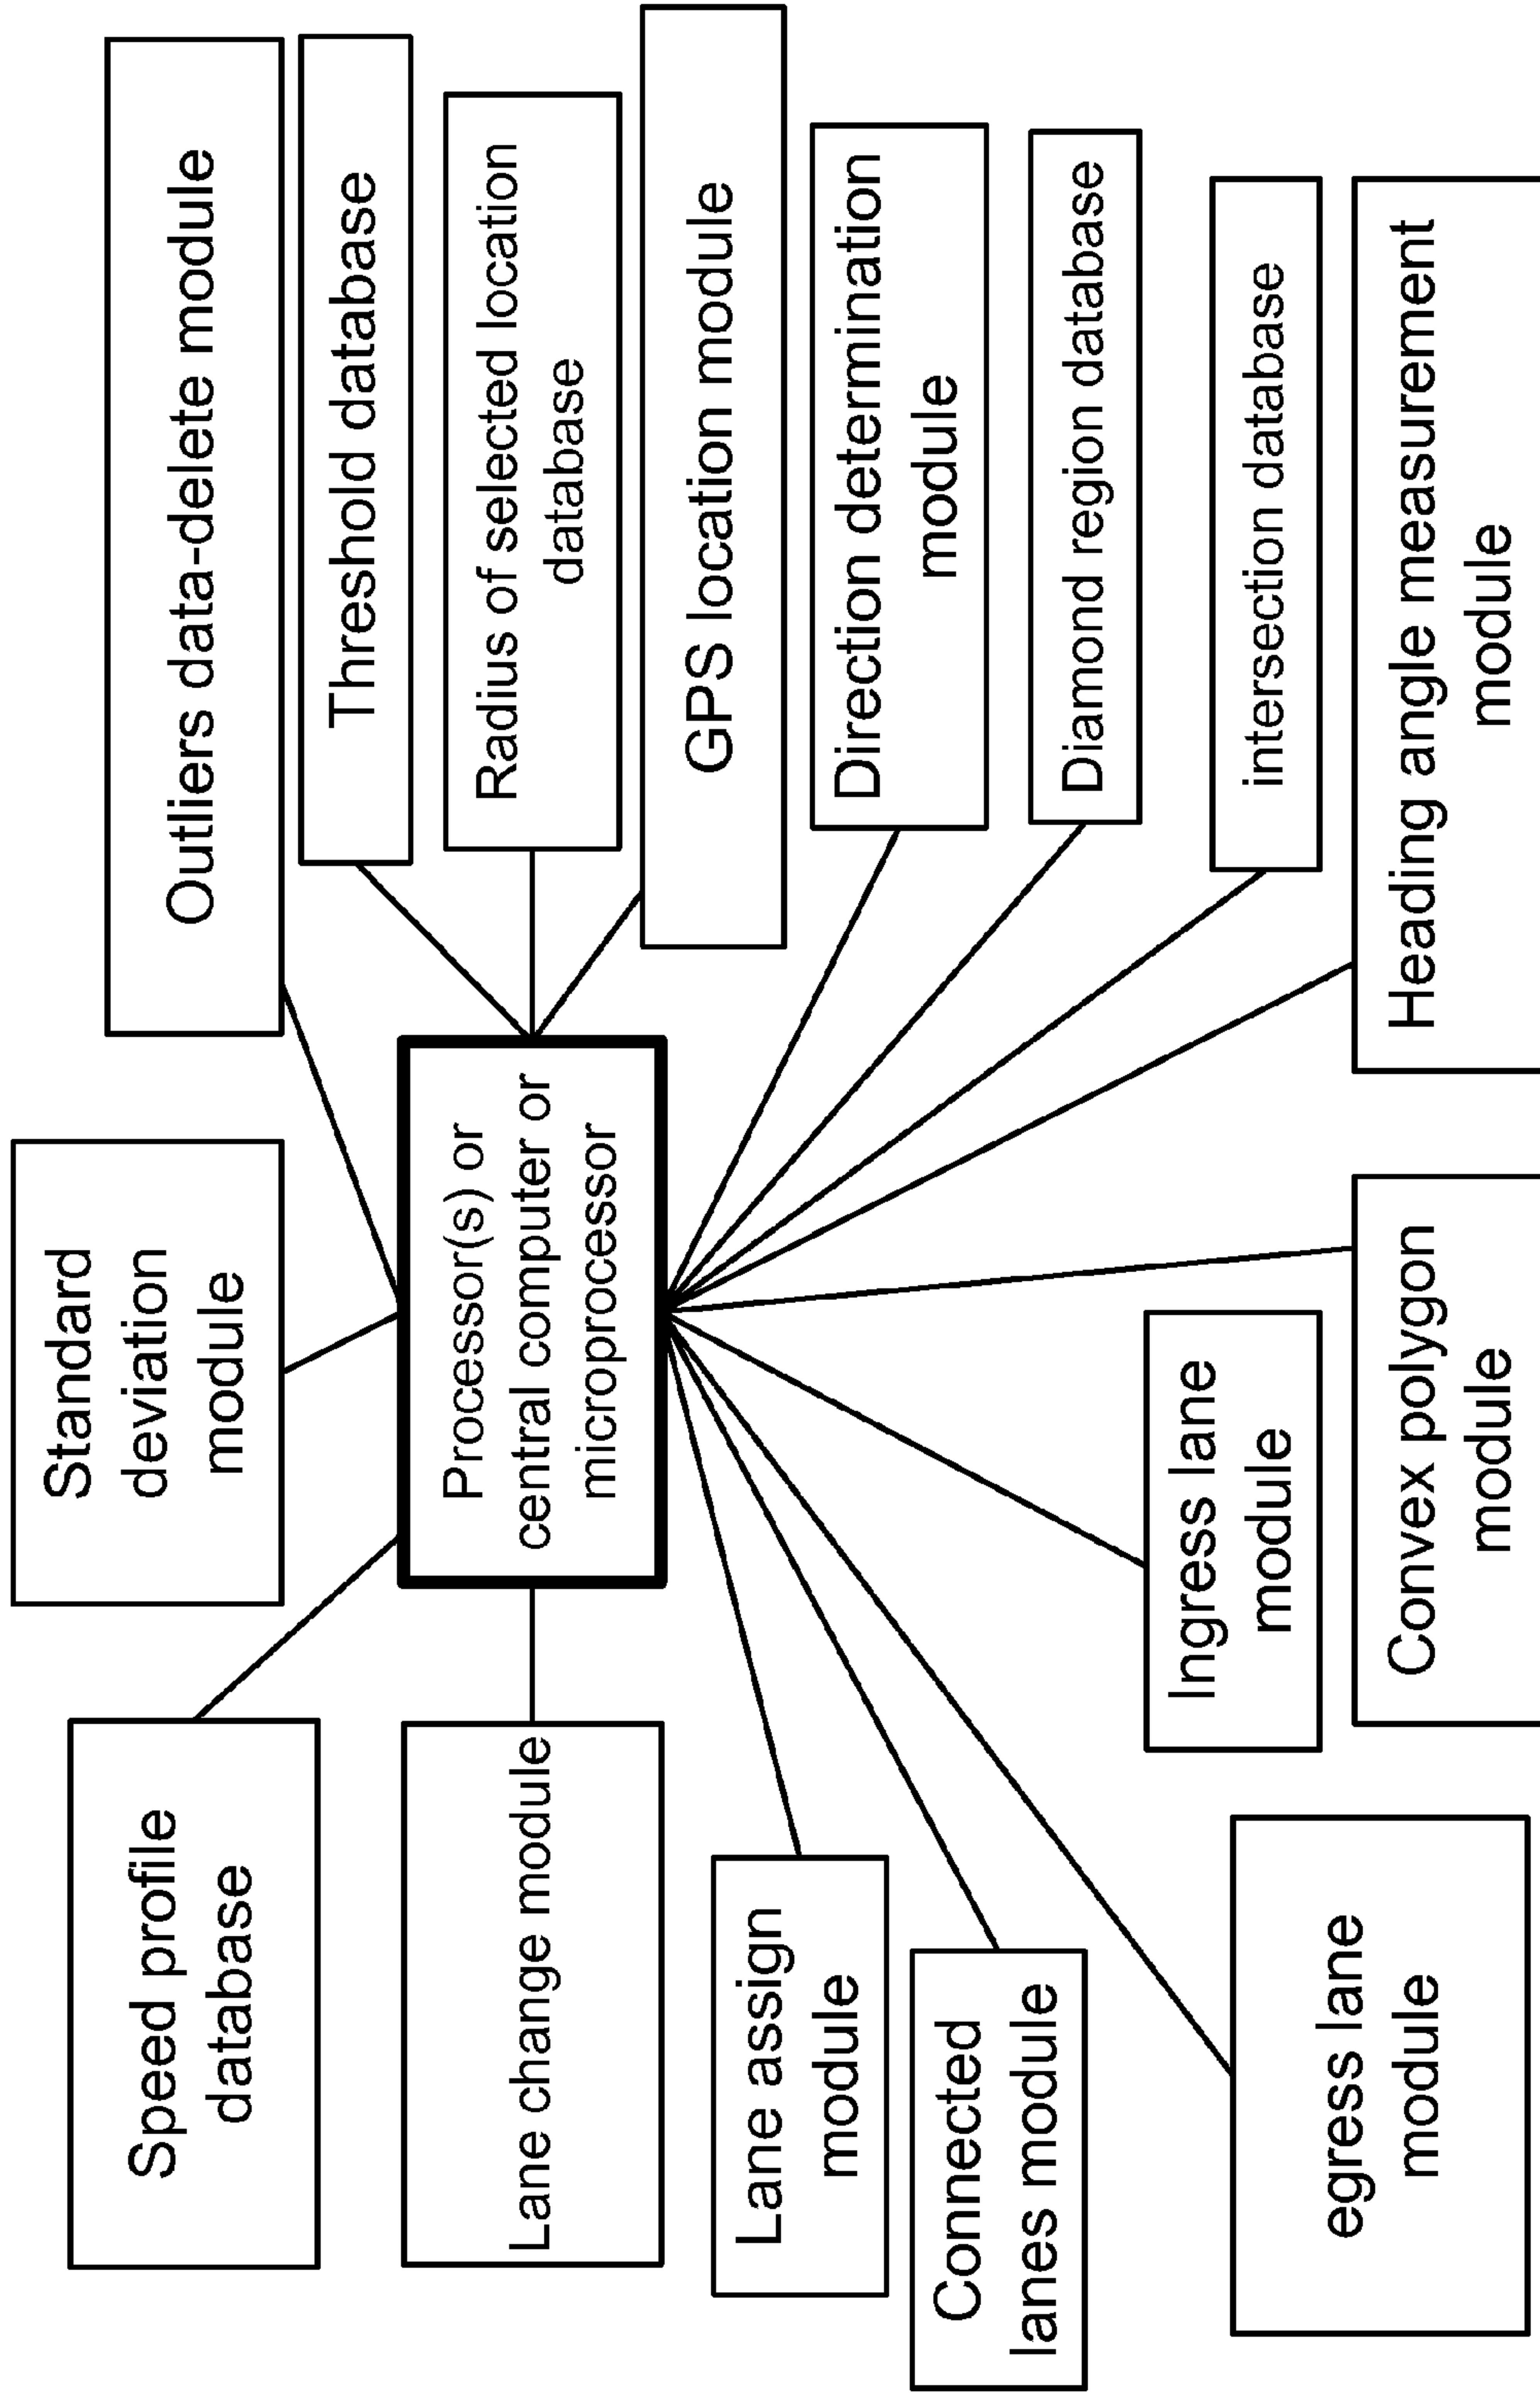 Speed profile
database
Standard
deviation
module
Outliers data-delete module
Threshold database
Radius of selected location
database
Processor(s) or
central computer or
microprocessor
Lane change module
GPS location module
Lane assign
module
Direction determination
module
Connected
lanes module
Diamond region database
Ingress lane
module
intersection database
egress lane
module
Convex polygon
module
Heading angle measurement
module